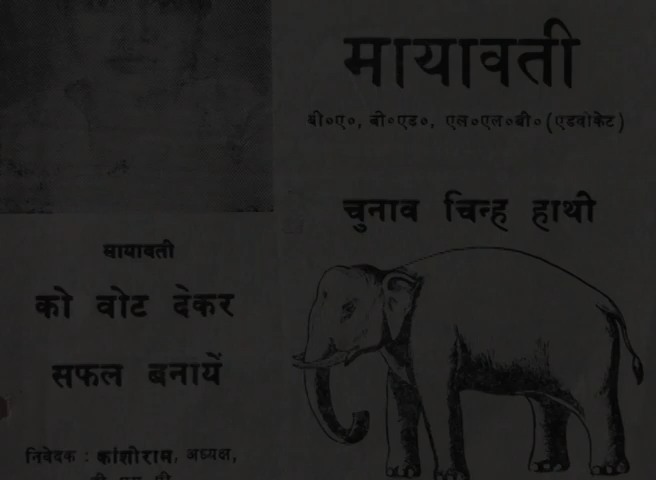 मायावती
बी०ए०, बी०एड०, एल०एल०बी० (एडवोकेट)
चुनाव चिन्ह हाथी
मायावती
को वोट देकर
सफल बनायें
निवेदक : कांशीराम, अध्यक्ष,